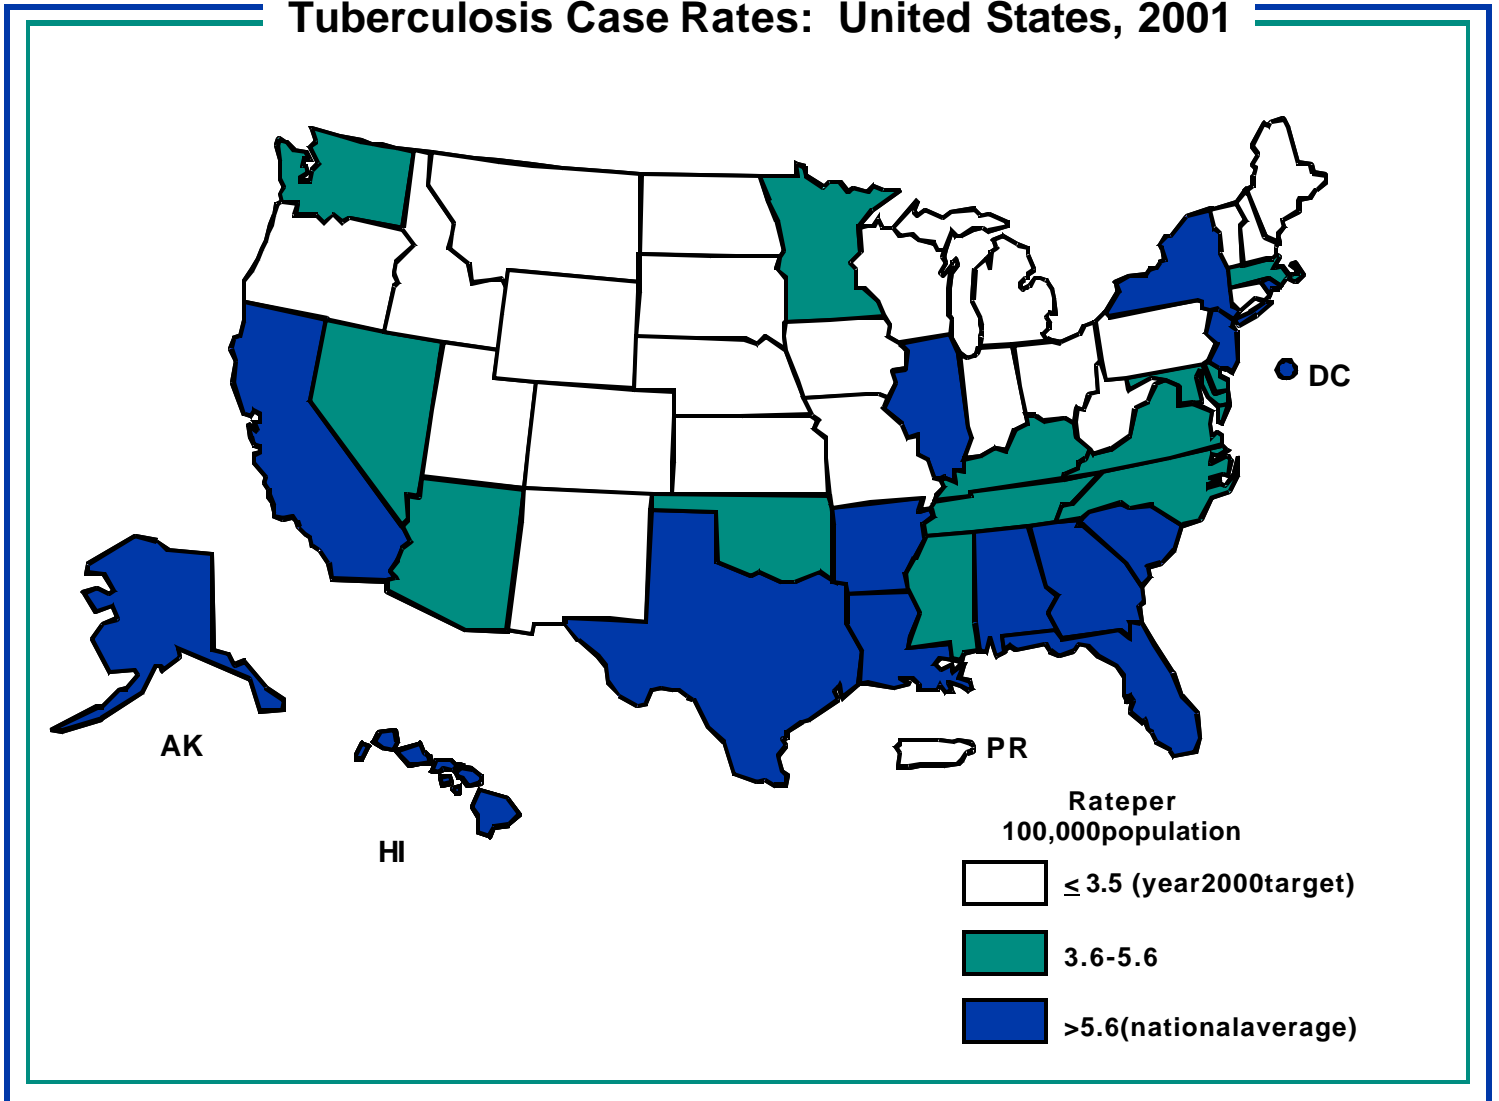 Tuberculosis Case Rates: United States, 2001
DC
AK
PR
HI
Rateper
100,000population
≤ 3.5 (year2000target)
3.6-5.6
>5.6(nationalaverage)